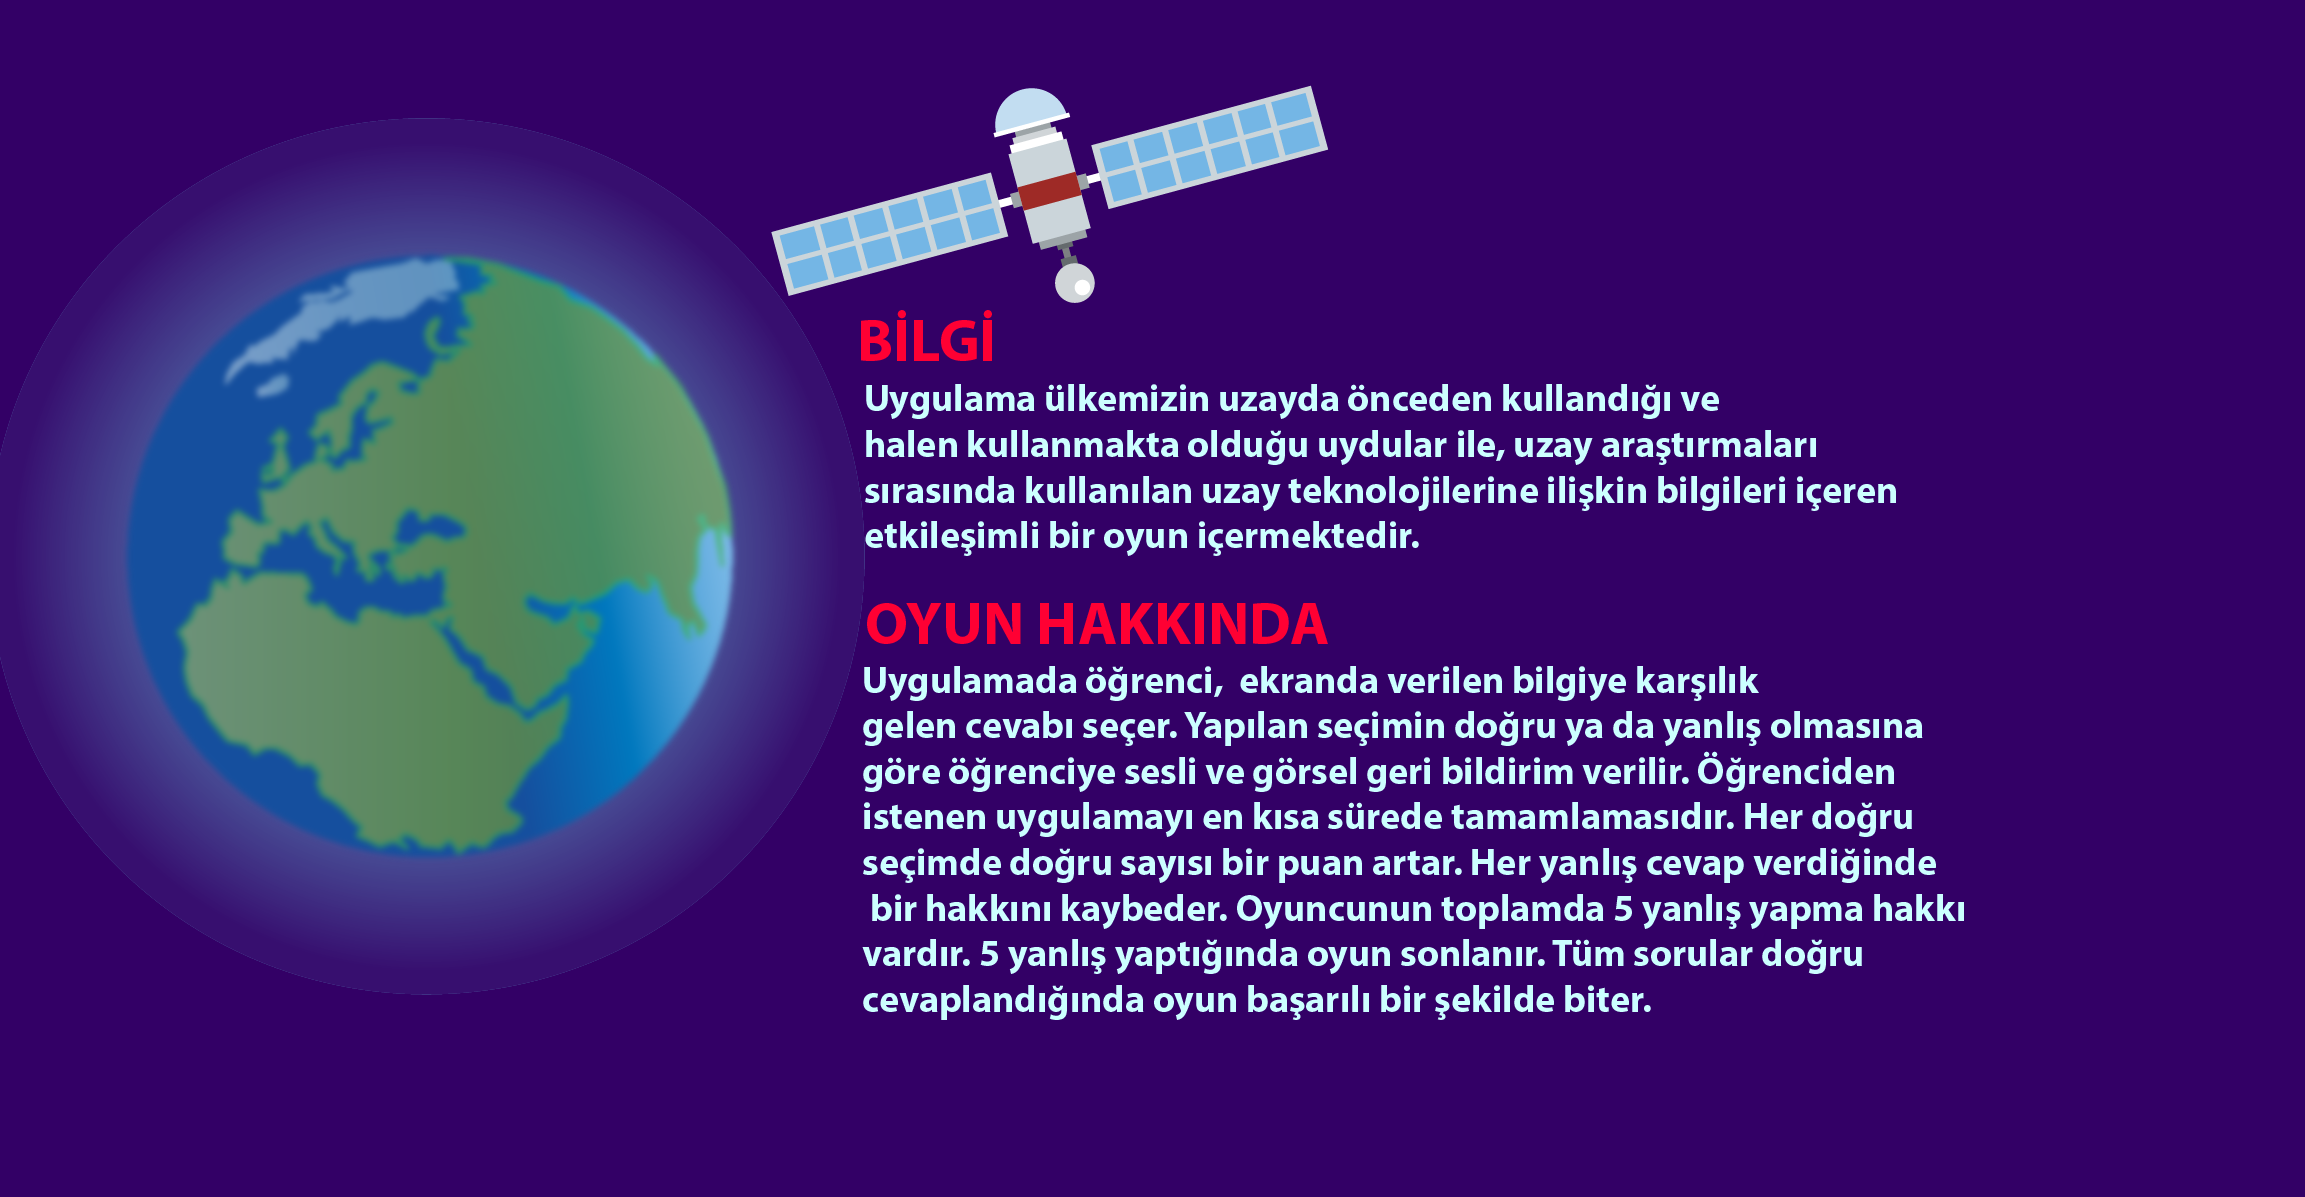 BİLGİ
Uygulama ülkemizin uzayda önceden kullandığı ve
halen kullanmakta olduğu uydular ile, uzay araştırmaları
sırasında kullanılan uzay teknolojilerine ilişkin bilgileri içeren
etkileşimli bir oyun içermektedir.
OYUN HAKKINDA
Uygulamada öğrenci,  ekranda verilen bilgiye karşılık
gelen cevabı seçer. Yapılan seçimin doğru ya da yanlış olmasına
göre öğrenciye sesli ve görsel geri bildirim verilir. Öğrenciden
istenen uygulamayı en kısa sürede tamamlamasıdır. Her doğru
seçimde doğru sayısı bir puan artar. Her yanlış cevap verdiğinde
bir hakkını kaybeder. Oyuncunun toplamda 5 yanlış yapma hakkı
vardır. 5 yanlış yaptığında oyun sonlanır. Tüm sorular doğru
cevaplandığında oyun başarılı bir şekilde biter.